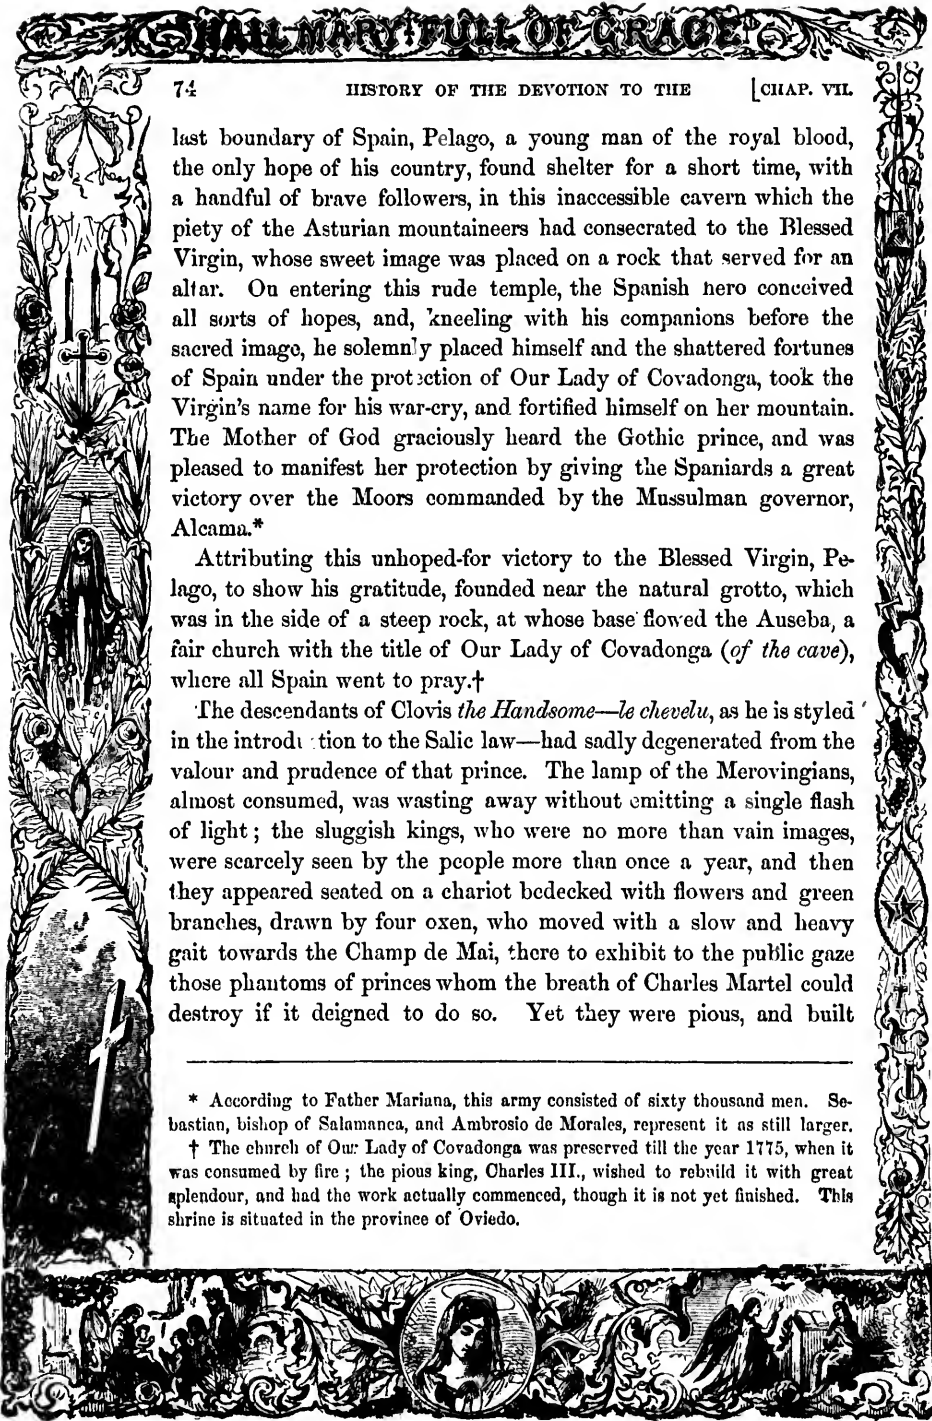 HAIL MARY FULL OF GRACE
74 HISTORY OF THE DEVOTION TO THE [CHAP. VII.
last boundary of Spain, Pelago, a young man of the royal blood,
the only hope of his country, found shelter for a short time, with
a handful of brave followers, in this inaccessible cavern which the
piety of the Asturian mountaineers had consecrated to the Blessed
Virgin, whose sweet image was placed on a rock that served for an
altar. On entering this rude temple, the Spanish hero conceived
all sorts of hopes, and, kneeling with his companions before the
sacred image, he solemnly placed himself and the shattered fortunes
of Spain under the protection of Our Lady of Covadonga, took the
Virgin's name for his war-cry, and fortified himself on her mountain.
The Mother of God graciously heard the Gothic prince, and was
pleased to manifest her protection by giving the Spaniards a great
victory over the Moors commanded by the Mussulman governor,
Alcama.*
Attributing this unhoped-for victory to the Blessed Virgin, Pe-
lago, to show his gratitude, founded near the natural grotto, which
was in the side of a steep rock, at whose base flowed the Auseba, a
fair church with the title of Our Lady of Covadonga (of the cave),
where all Spain went to pray.†
The descendants of Clovis the Handsome—le chevelu, as he is styled
in the introduction to the Salic law—had sadly degenerated from the
valour and prudence of that prince. The lamp of the Merovingians,
almost consumed, was wasting away without emitting a single flash
of light; the sluggish kings, who were no more than vain images,
were scarcely seen by the people more than once a year, and then
they appeared seated on a chariot bedecked with flowers and green
branches, drawn by four oxen, who moved with a slow and heavy
gait towards the Champ de Mai, there to exhibit to the public gaze
those phantoms of princes whom the breath of Charles Martel could
destroy if it deigned to do so. Yet they were pious, and built
* According to Father Mariana, this army consisted of sixty thousand men. Se-
bastian, bishop of Salamanca, and Ambrosio de Morales, represent it as still larger.
† The church of Our Lady of Covadonga was preserved till the year 1775, when it
was consumed by fire; the pious king, Charles III., wished to rebuild it with great
splendour, and had the work actually commenced, though it is not yet finished. This
shrine is situated in the province of Oviedo.